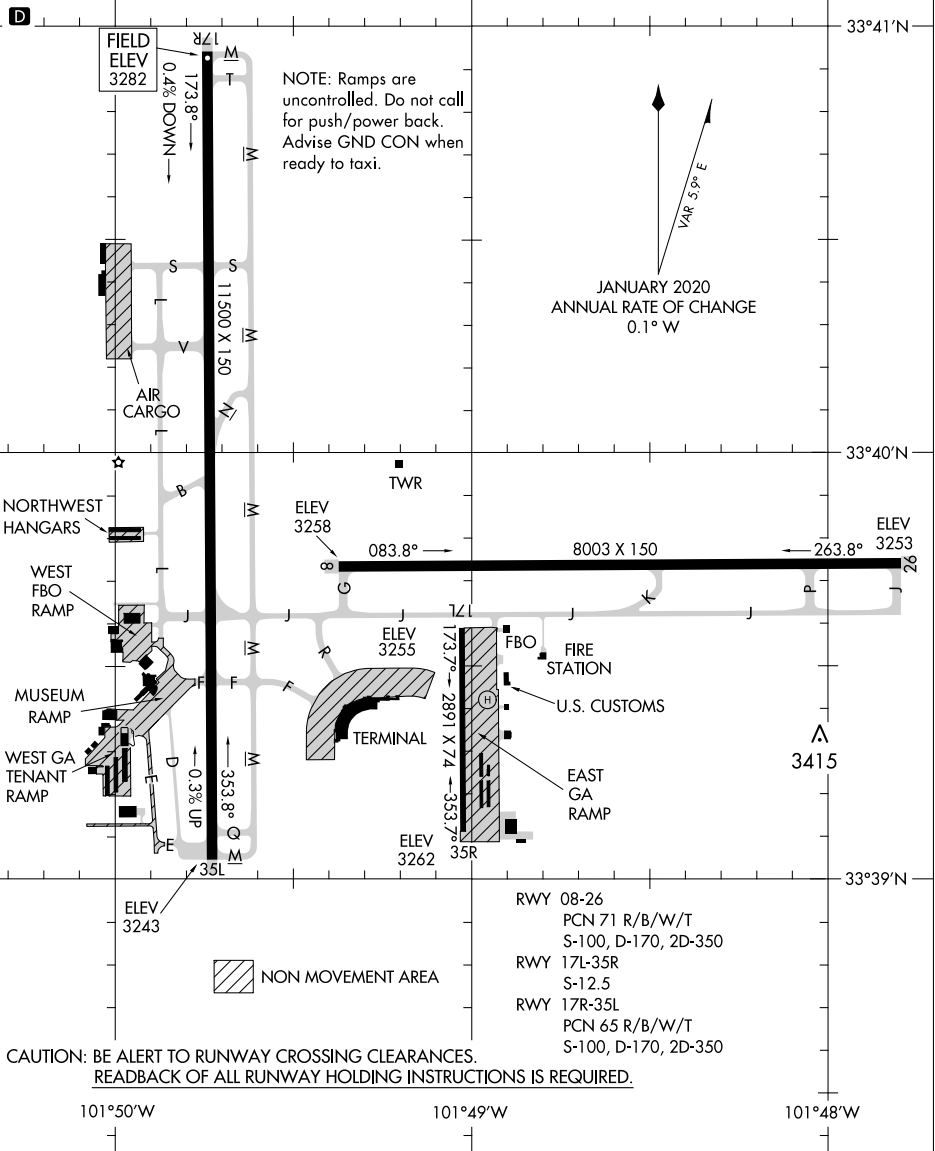 D
33°41'N
FIELD
ELEV
3282
17R
M
T
0.4% DOWN
173.8°
NOTE: Ramps are
uncontrolled. Do not call
for push/power back.
Advise GND CON when
ready to taxi.
M
VAR 5.9° E
JANUARY 2020
ANNUAL RATE OF CHANGE
0.1° W
S
S
L
11500 X 150
M
V
AIR
CARGO
N
L
33°40'N
TWR
B
M
NORTHWEST
HANGARS
ELEV
3258
ELEV
3253
8
083.8°
8003 X 150
263.8°
26
WEST
FBO
RAMP
L
G
K
P
J
J
J
17L
J
J
ELEV
3255
M
R
173.7°
FBO
FIRE
STATION
MUSEUM
RAMP
F
F
F
H
U.S. CUSTOMS
2891 X 74
TERMINAL
3415
WEST GA
TENANT
RAMP
E
D
0.3% UP
353.8°
M
353.7°
EAST
GA
RAMP
E
Q
M
35L
ELEV
3262
35R
33°39'N
ELEV
3243
RWY 08-26
PCN 71 R/B/W/T
S-100, D-170, 2D-350
RWY 17L-35R
S-12.5
RWY 17R-35L
PCN 65 R/B/W/T
S-100, D-170, 2D-350
NON MOVEMENT AREA
CAUTION: BE ALERT TO RUNWAY CROSSING CLEARANCES.
READBACK OF ALL RUNWAY HOLDING INSTRUCTIONS IS REQUIRED.
101°50'W
101°49'W
101°48'W